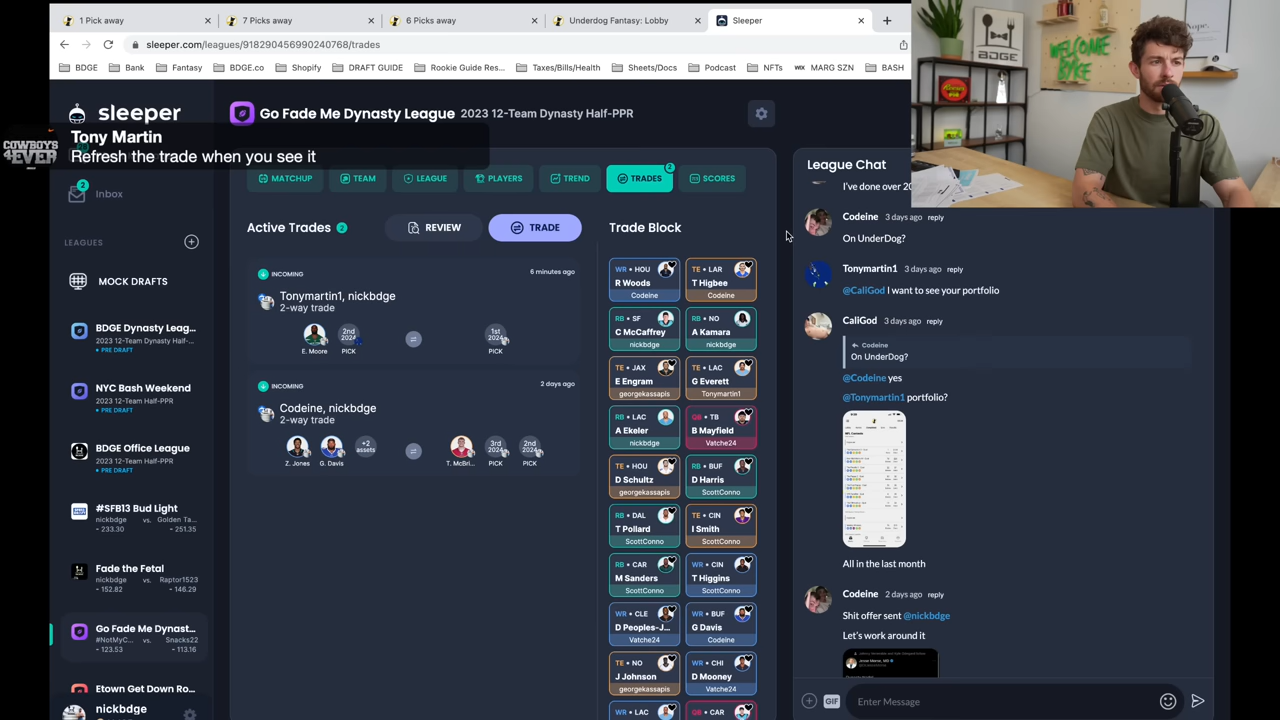 1 Pick away
7 Picks away
6 Picks away
Underdog Fantasy: Lobby
Sleeper
sleeper.com/leagues/918290456990240768/trades
BDGE
Bank
Fantasy
BDGE.co
DRAFT GUIDE
Rookie Rade Res...
Taxes/Bills/Health
Sheets/Docs
Podcast
NFTs
WIX MARG SZN
BASH
BDGE
WELCOME
sleeper
Go Fade Me Dynasty League 2023 12-Team Dynasty Half-PPR
COWBOYS
4EVER
Tony Martin
Refresh the trade when you see it
2
Inbox
LEAGUES
MOCK DRAFTS
BDGE Dynasty Leag...
2023 12-Team Dynasty Half-...
PRE DRAFT
NYC Bash Weekend
2023 12-Team Half-PPR
PRE DRAFT
BDGE Office League
2023 12-Team Half-PPR
PRE DRAFT
#SFB13 Bud Light
nickbdge vs. Golden Ta...
- 233.30 - 251.35
Fade the Fetal
nickbdge vs. Raptor1523
- 152.82 - 146.29
Go Fade Me Dynast...
#NotMyC... vs. Snacks22
- 123.53 - 113.16
Etown Get Down Ro...
nickbdge
MATCHUP
TEAM
LEAGUE
PLAYERS
TREND
TRADES
2
SCORES
Active Trades 2
REVIEW
TRADE
INCOMING
6 minutes ago
Tonymartin1, nickbdge
2-way trade
E. Moore
2nd
2024
PICK
1st
2024
PICK
INCOMING
2 days ago
Codeine, nickbdge
2-way trade
Z. Jones
G. Davis
+2
assets
T. McBri...
3rd
2024
PICK
2nd
2024
PICK
Trade Block
WR • HOU
R Woods
Codeine
TE • LAR
T Higbee
Codeine
RB • SF
C McCaffrey
nickbdge
RB • NO
A Kamara
nickbdge
TE • JAX
E Engram
georgekassapis
TE • LAC
G Everett
Tonymartin1
RB • LAC
A Ekeler
nickbdge
QB • TB
B Mayfield
Vatche24
TE • HOU
D Schultz
georgekassapis
RB • BUF
D Harris
ScottConno
RB • DAL
T Pollard
ScottConno
TE • CIN
I Smith
ScottConno
RB • CAR
M Sanders
ScottConno
WR • CIN
T Higgins
ScottConno
WR • CLE
D Peoples-J...
Vatche24
WR • BUF
G Davis
Codeine
TE • NO
J Johnson
georgekassapis
WR • CHI
D Mooney
Vatche24
WR • LAC
QB • CAR
League Chat
I've done over 20
Codeine 3 days ago reply
On UnderDog?
Tonymartin1 3 days ago reply
@CaliGod I want to see your portfolio
CaliGod 3 days ago reply
Codeine
On UnderDog?
@Codeine yes
@Tonymartin1 portfolio?
All in the last month
Codeine 2 days ago reply
Shit offer sent @nickbdge
Let's work around it
Enter Message
GIF